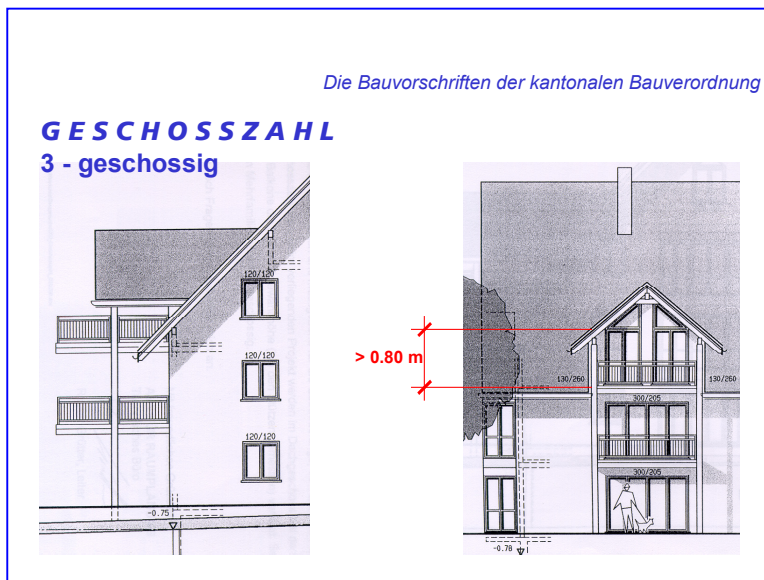 Die Bauvorschriften der kantonalen Bauverordnung
GESCHOSSZAHL
3 - geschossig
120/120
120/120
120/120
-0.75
> 0.80 m
130/260
130/260
300/205
300/205
-0.78